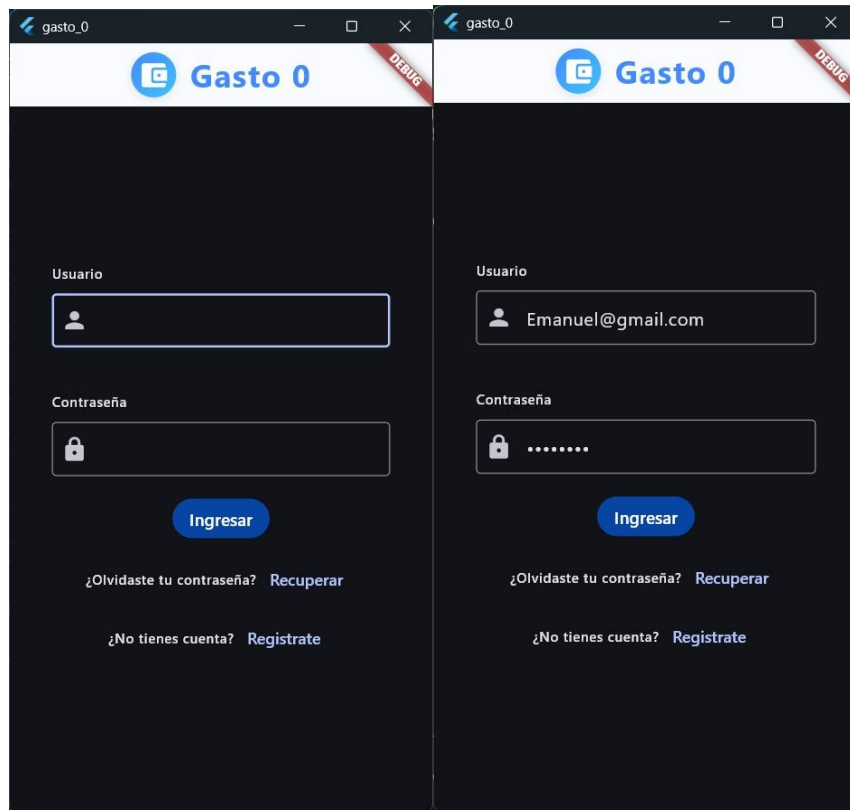 gasto_0
Gasto 0
DEBUG
Usuario
Contraseña
Ingresar
¿Olvidaste tu contraseña? Recuperar
¿No tienes cuenta? Registrate
gasto_0
Gasto 0
DEBUG
Usuario
Emanuel@gmail.com
Contraseña
••••••••
Ingresar
¿Olvidaste tu contraseña? Recuperar
¿No tienes cuenta? Registrate